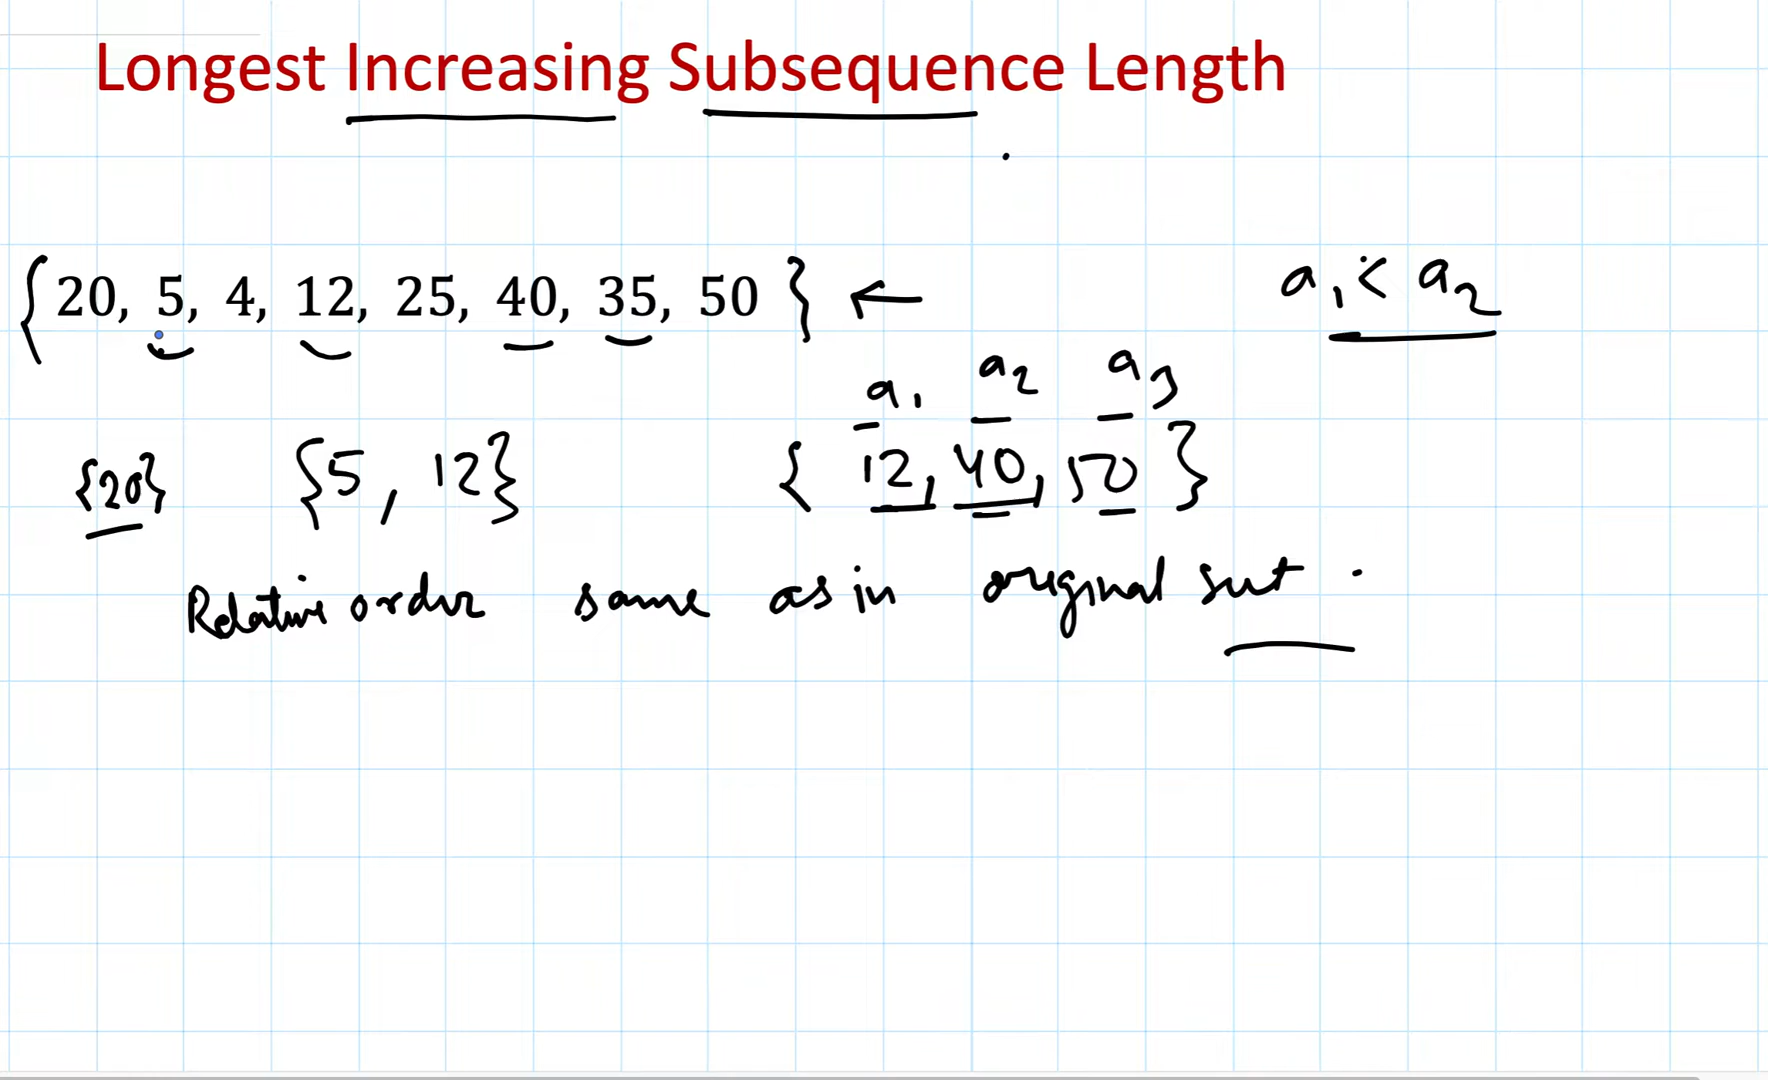 Longest Increasing Subsequence Length
{ 20, 5, 4, 12, 25, 40, 35, 50 } ← a1 < a2
a1 a2 a3
{20} {5, 12} { 12, 40, 50 }
Relative order same as in original